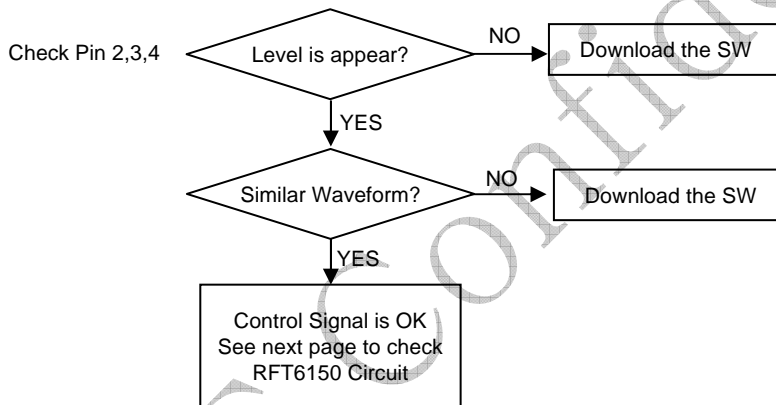 Check Pin 2,3,4
Level is appear?
NO
Download the SW
YES
Similar Waveform?
NO
Download the SW
YES
Control Signal is OK
See next page to check
RFT6150 Circuit